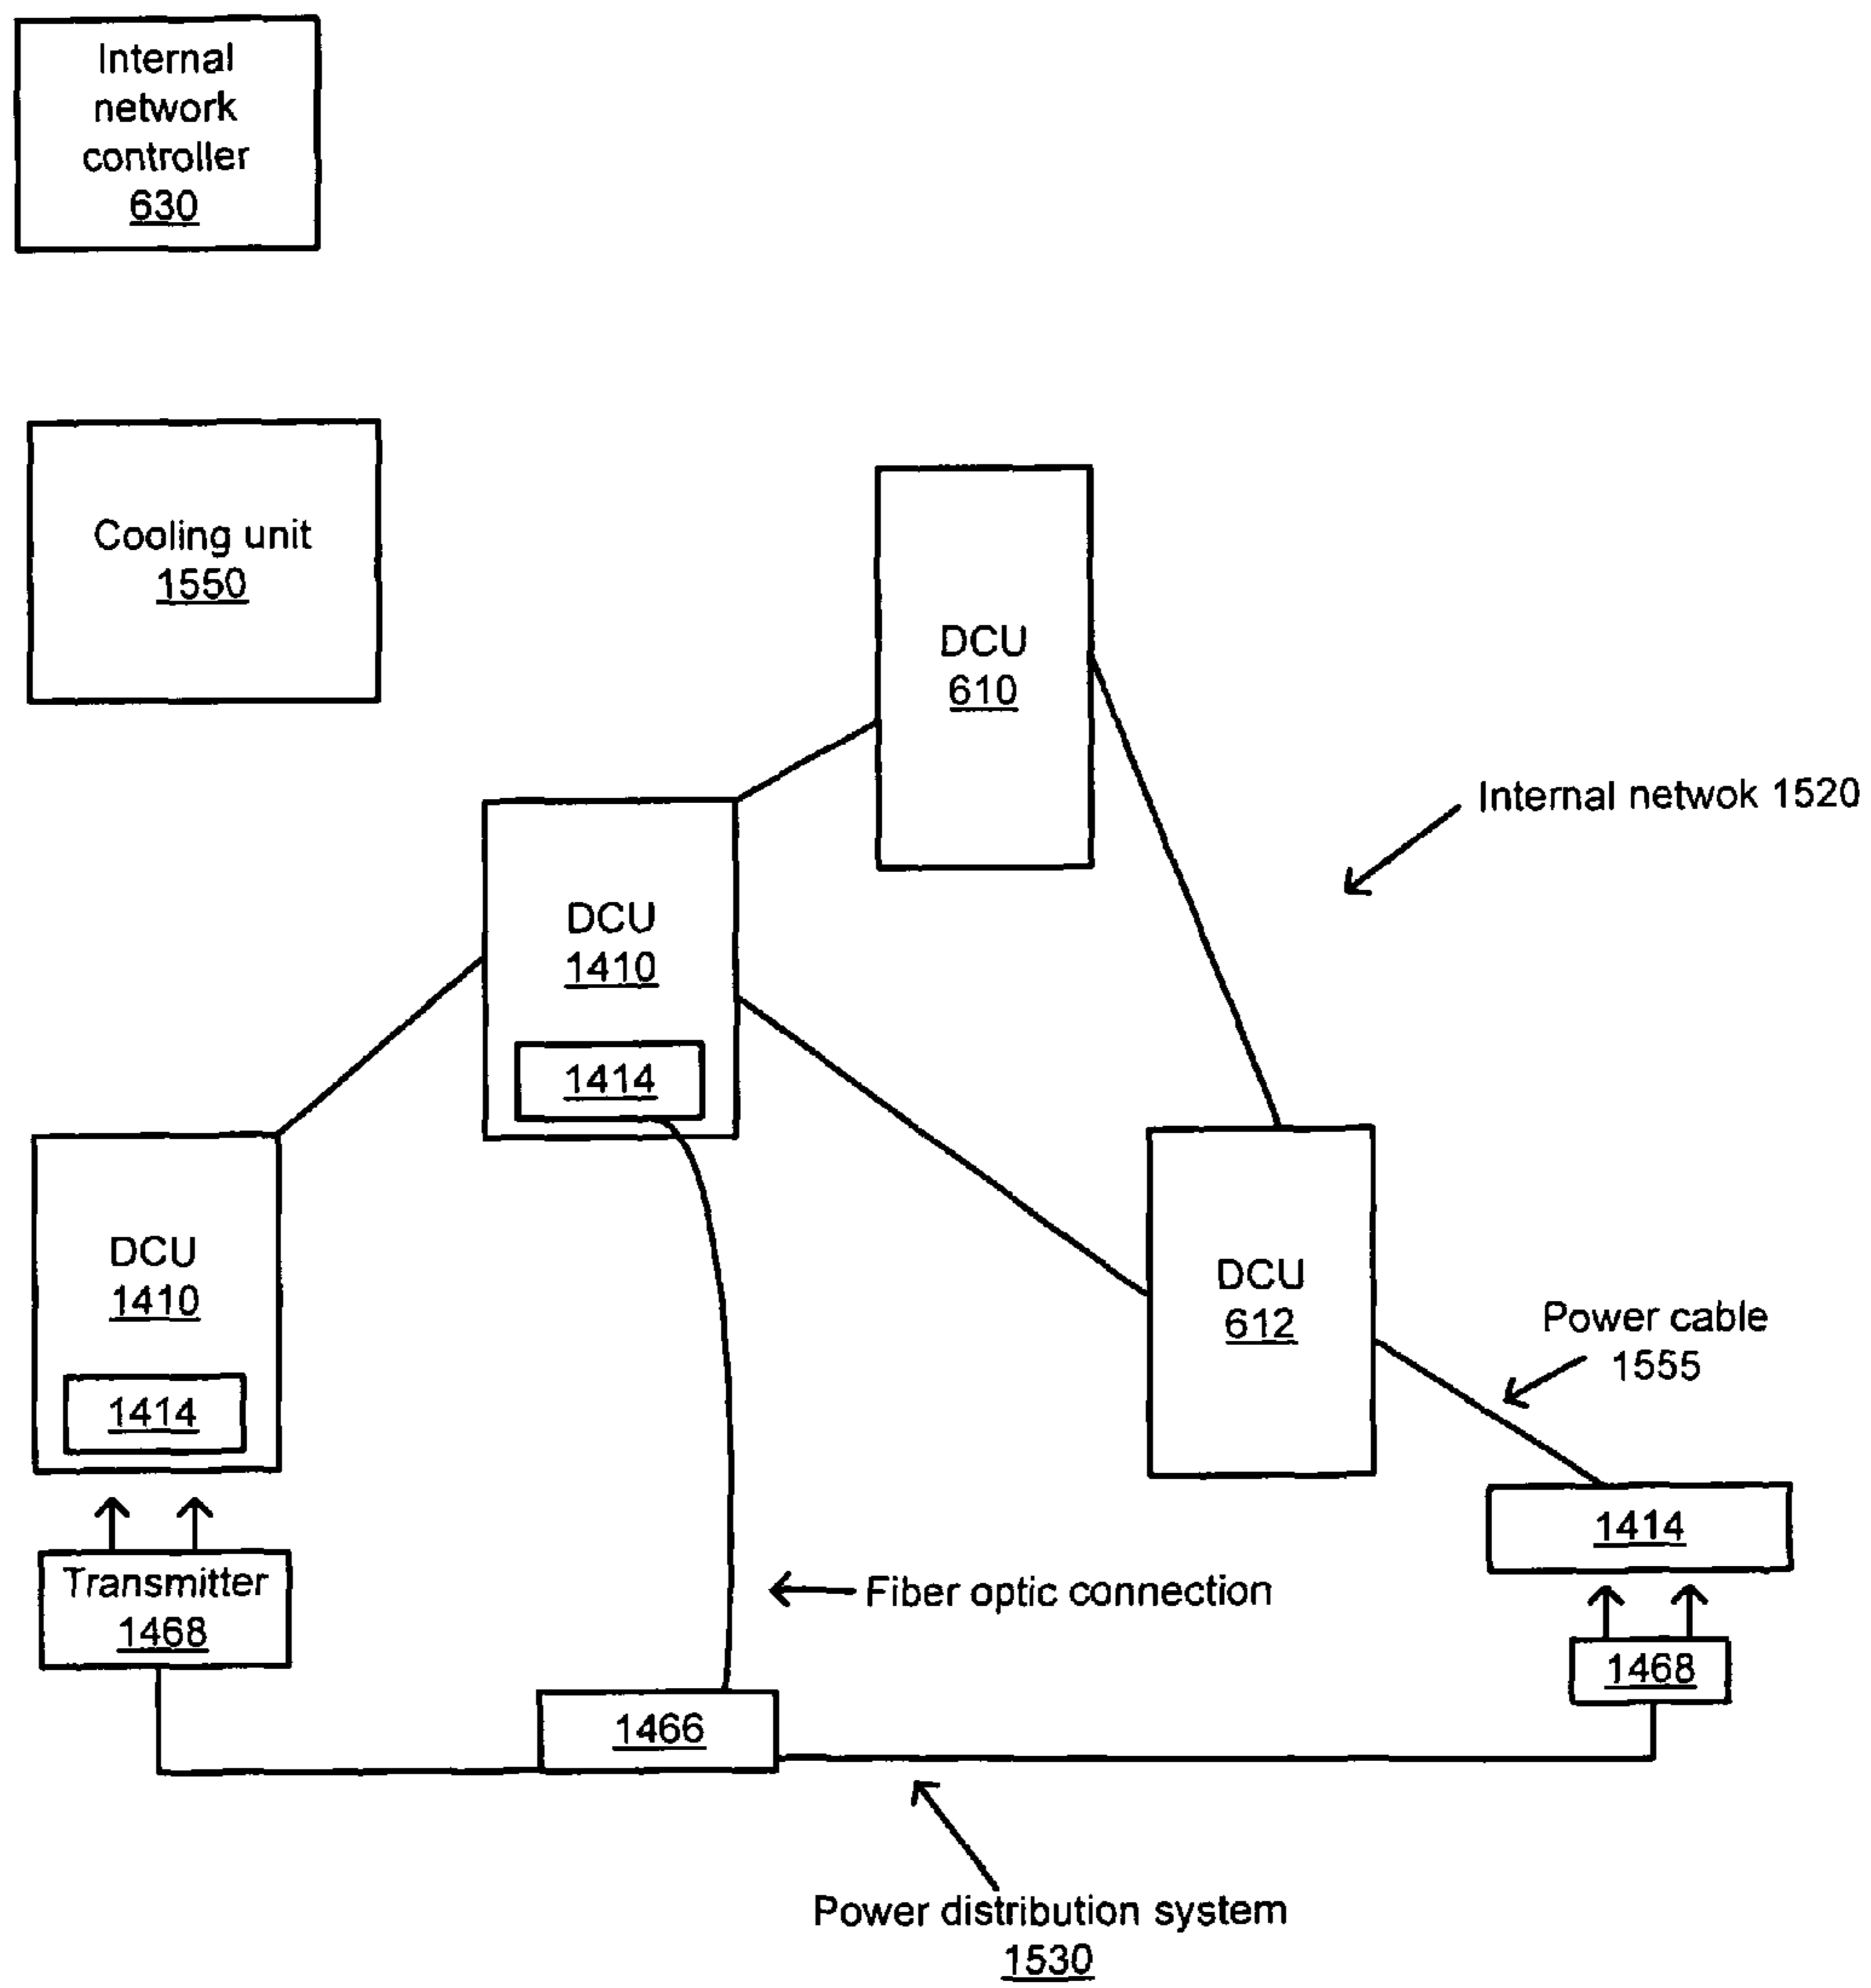 Internal
network
controller
630
Cooling unit
1550
DCU
610
Internal netwok 1520
DCU
1410
1414
DCU
1410
1414
DCU
612
Power cable
1555
1414
Transmitter
1468
Fiber optic connection
1468
1466
Power distribution system
1530